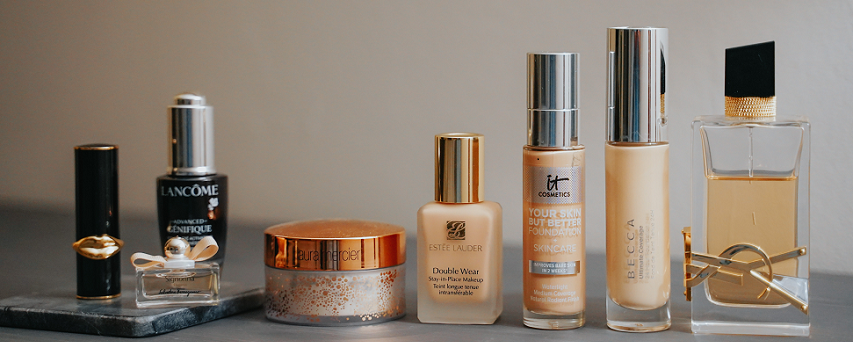 LANCÔME
ADVANCED
GÉNIFIQUE
laura mercier
ESTĒE LAUDER
Double Wear
Stay-in-Place Makeup
Teint longue tenue
intransférable
it
COSMETICS
YOUR SKIN
BUT BETTER
FOUNDATION
SKINCARE
BECCA